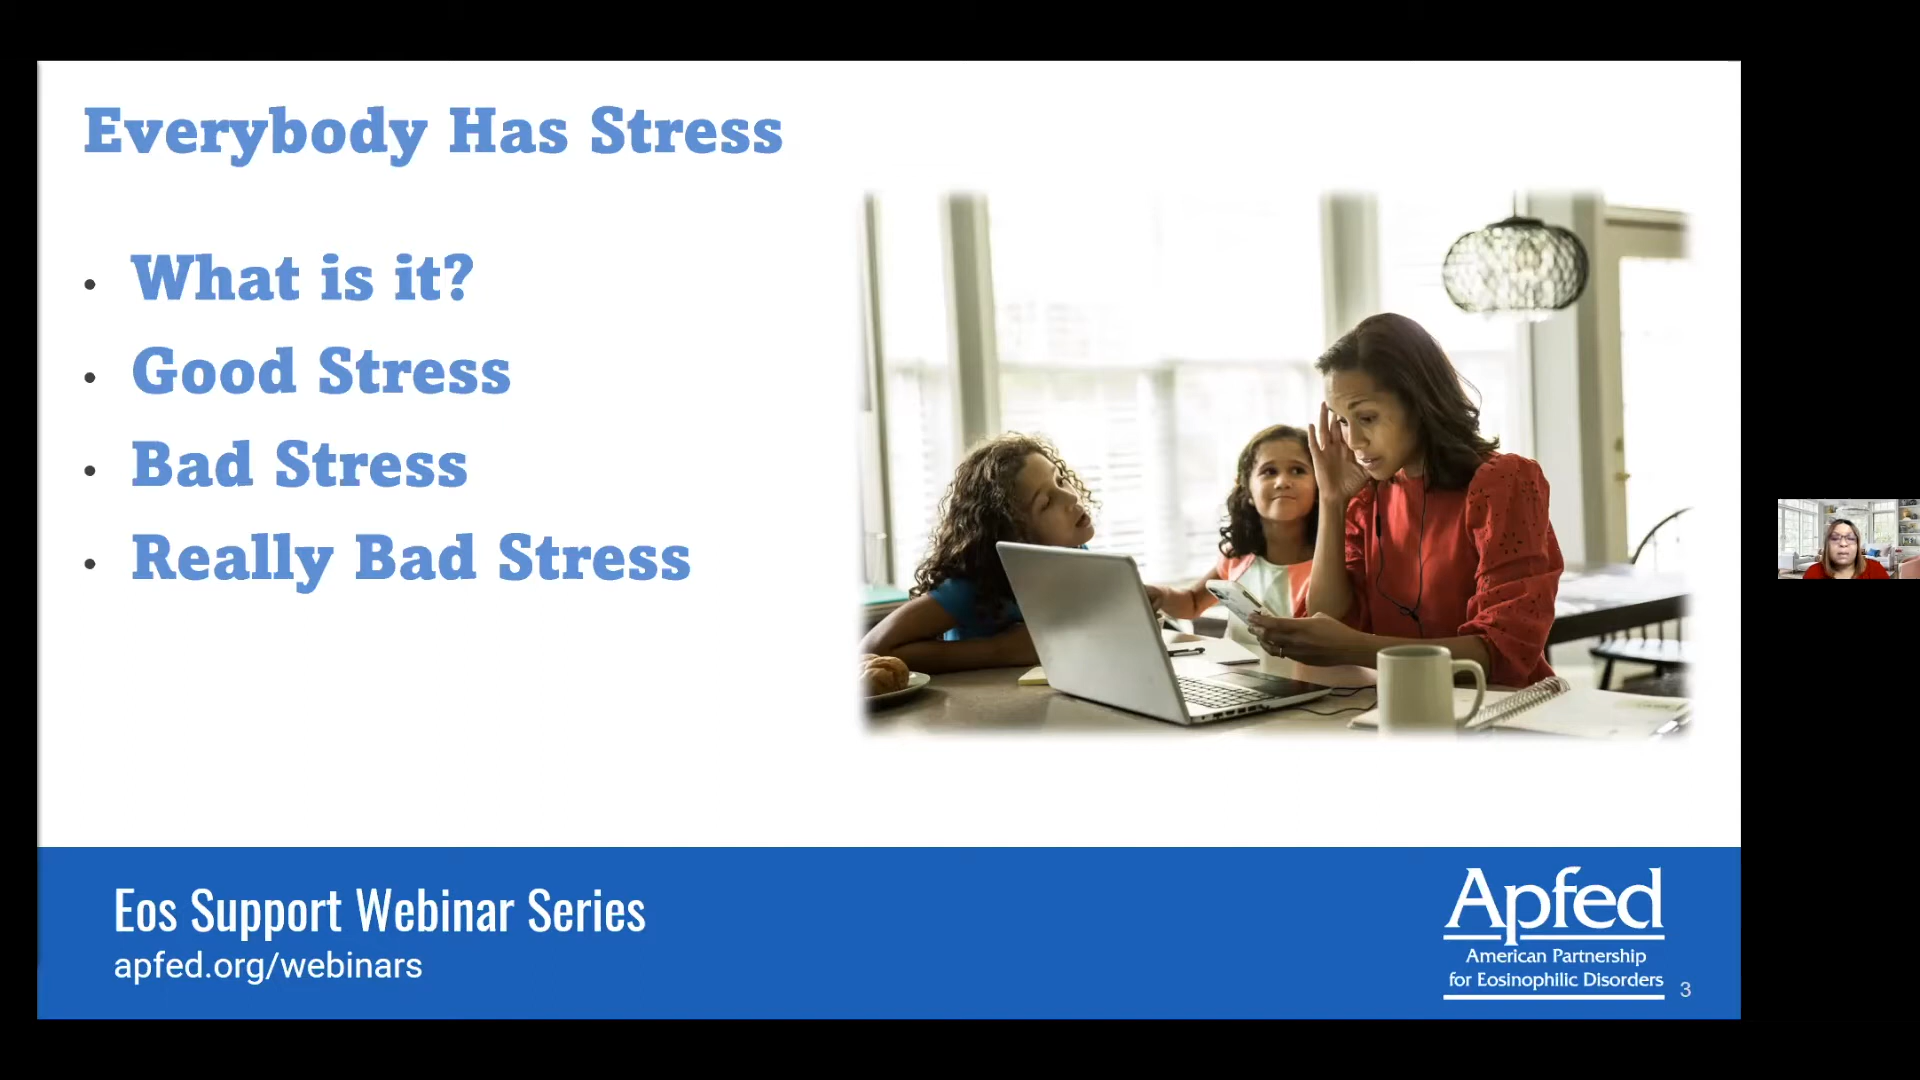 Everybody Has Stress
• What is it?
• Good Stress
• Bad Stress
• Really Bad Stress
Eos Support Webinar Series
apfed.org/webinars
Apfed
American Partnership
for Eosinophilic Disorders
3